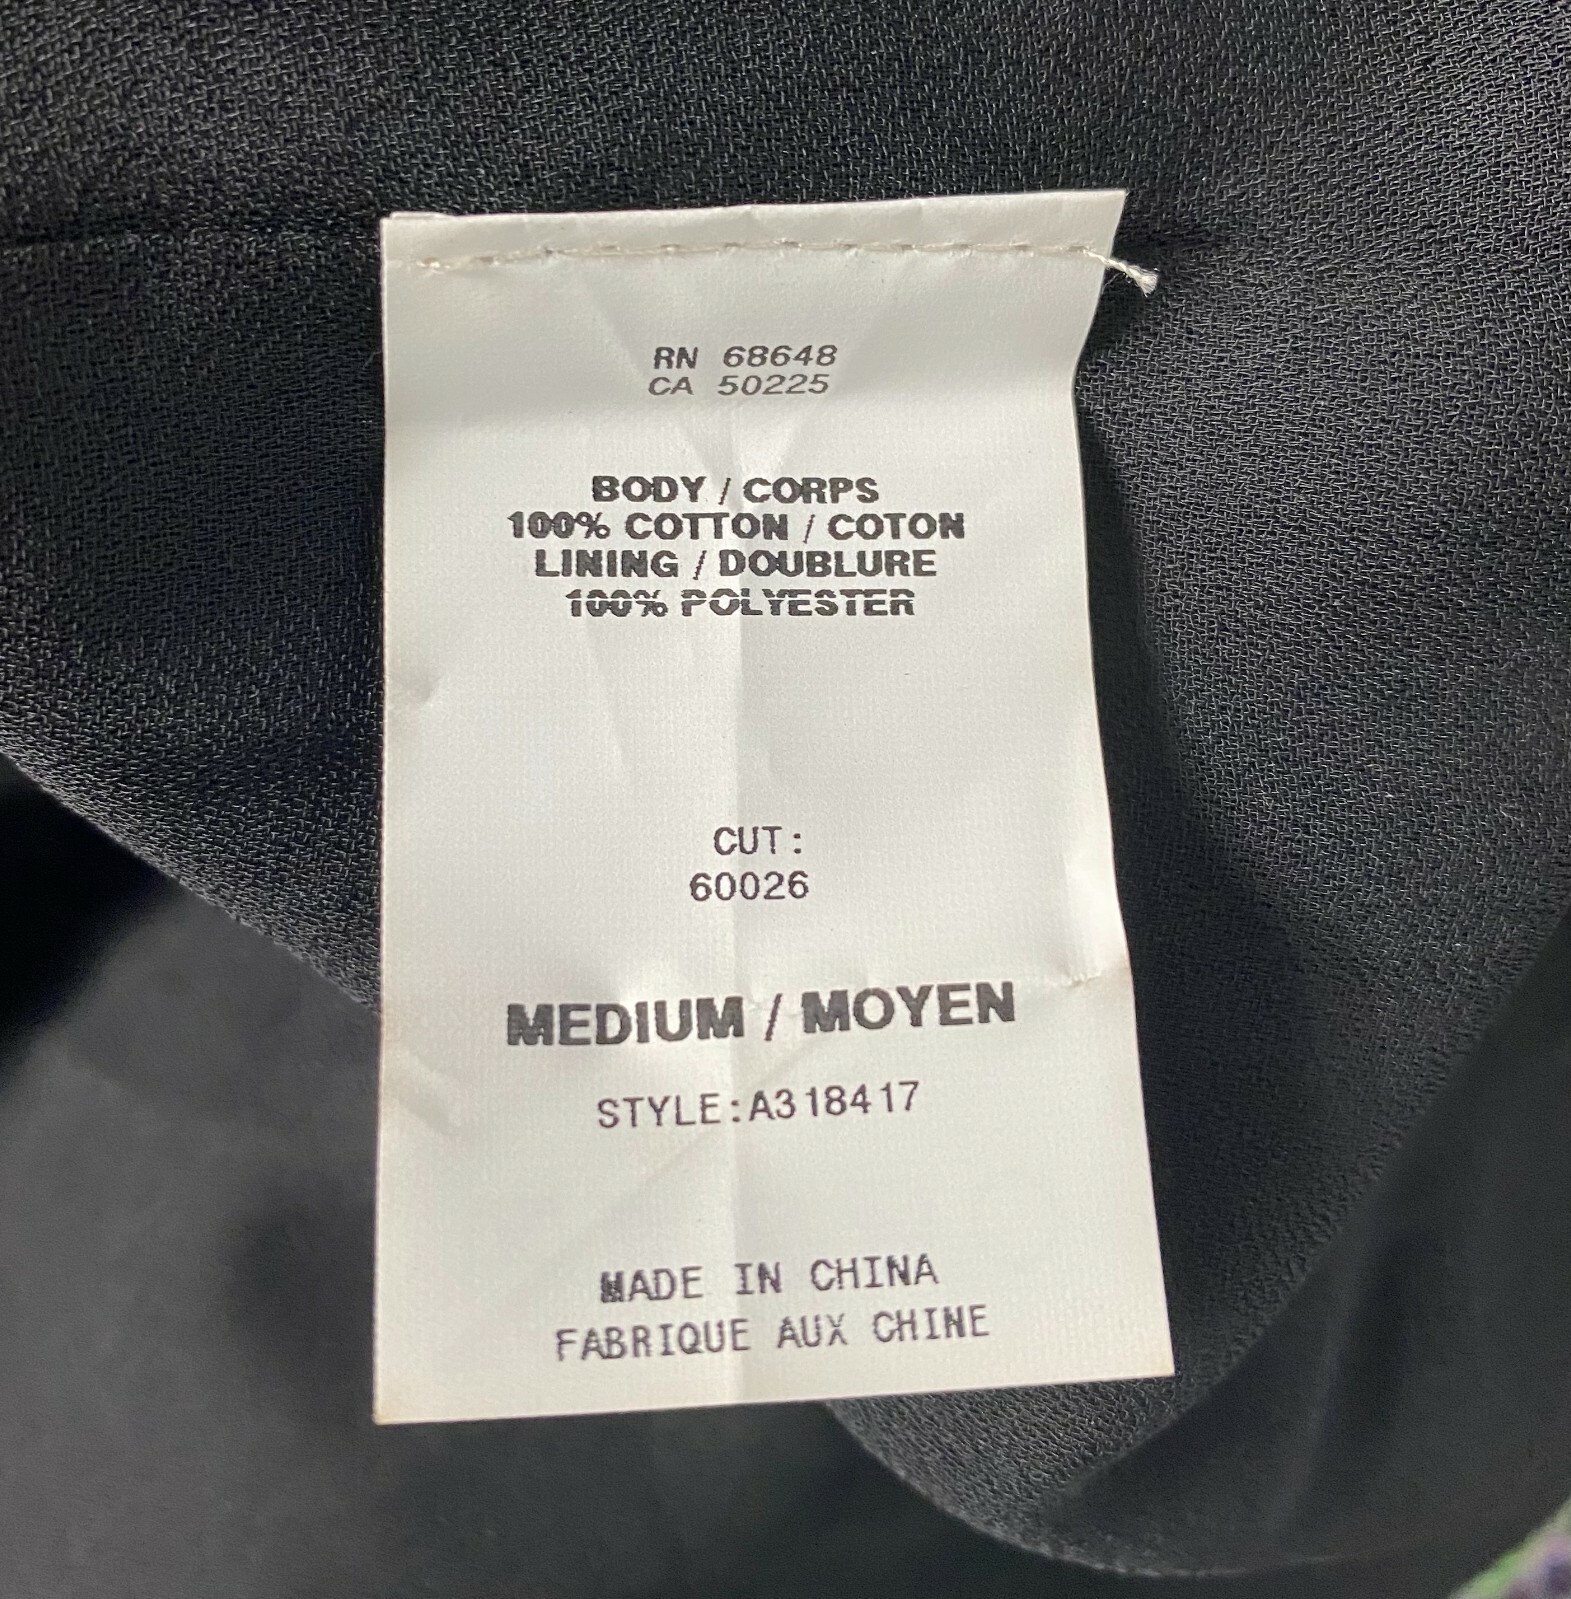 RN 68648
CA 50225
BODY / CORPS
100% COTTON / COTON
LINING / DOUBLURE
100% POLYESTER
CUT:
60026
MEDIUM / MOYEN
STYLE:A318417
MADE IN CHINA
FABRIQUE AUX CHINE